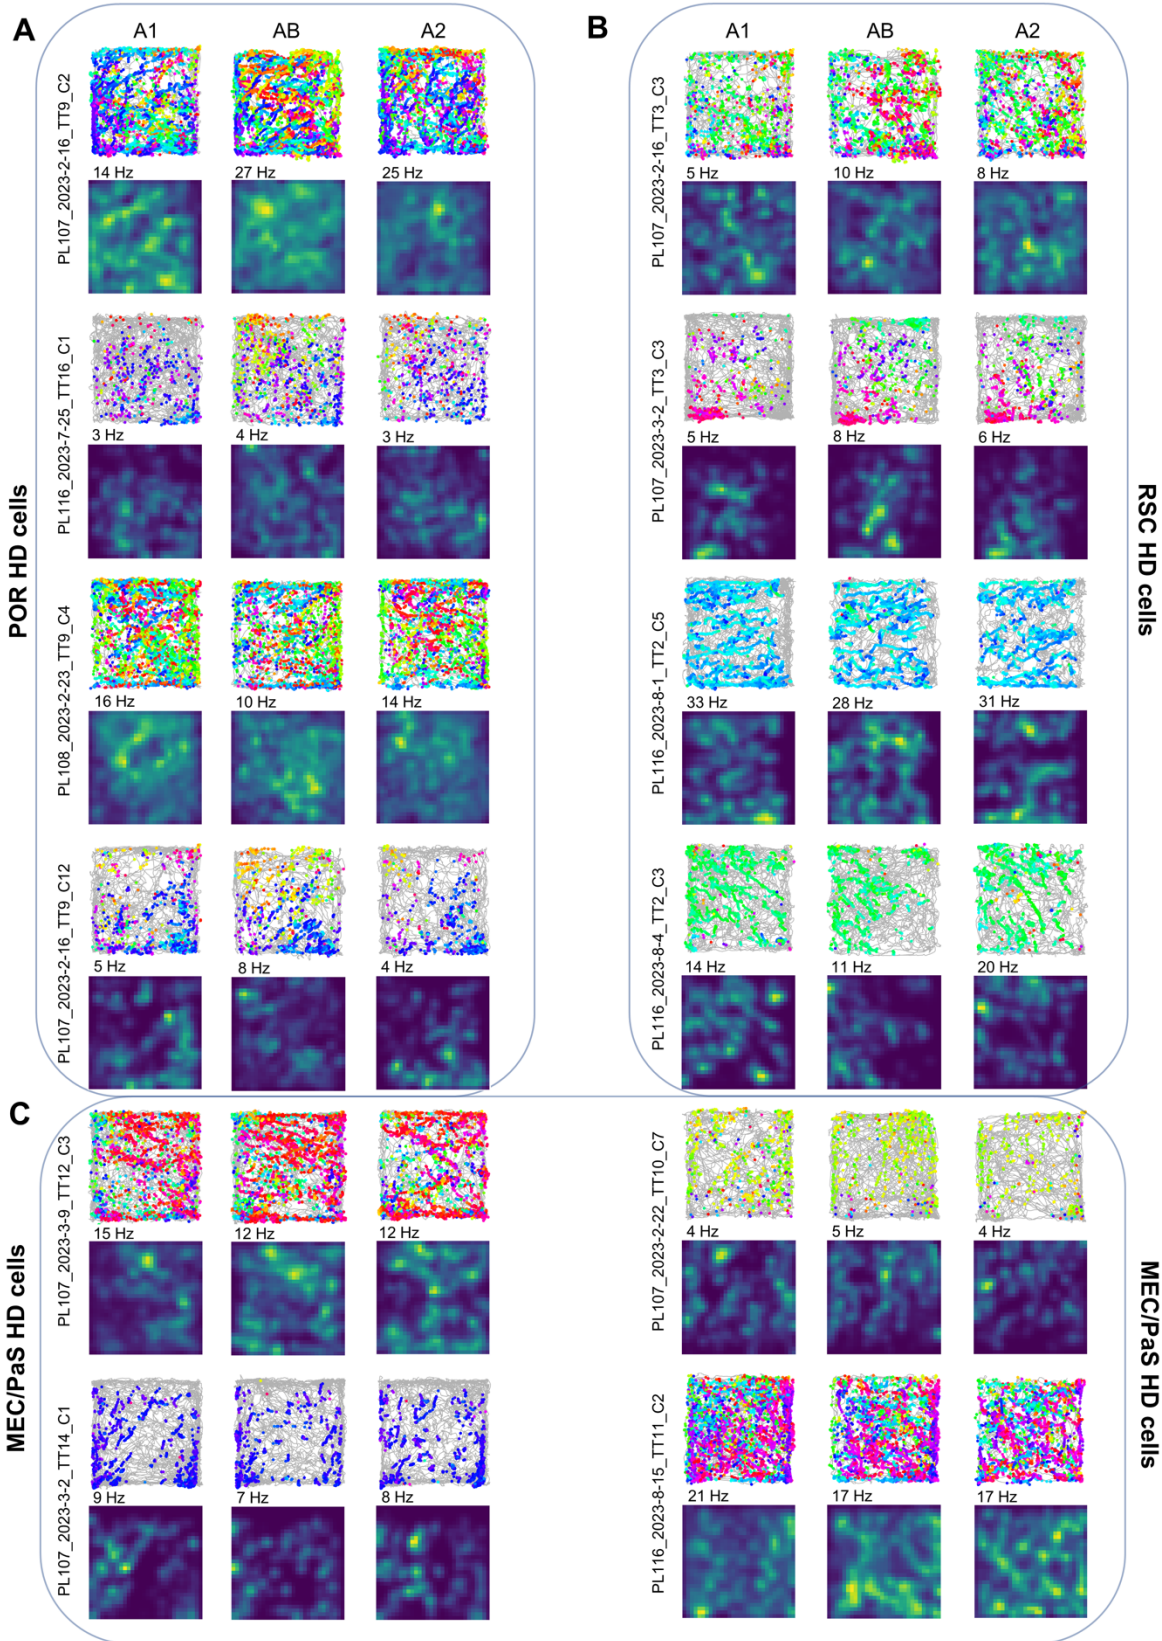 A
A1 AB A2
POR HD cells
PL107_2023-2-16_TT9_C2
14 Hz 27 Hz 25 Hz
PL116_2023-7-25_TT16_C1
3 Hz 4 Hz 3 Hz
PL108_2023-2-23_TT9_C4
16 Hz 10 Hz 14 Hz
PL107_2023-2-16_TT9_C12
5 Hz 8 Hz 4 Hz
B
A1 AB A2
RSC HD cells
PL107_2023-2-16_TT3_C3
5 Hz 10 Hz 8 Hz
PL107_2023-3-2_TT3_C3
5 Hz 8 Hz 6 Hz
PL116_2023-8-1_TT2_C5
33 Hz 28 Hz 31 Hz
PL116_2023-8-4_TT2_C3
14 Hz 11 Hz 20 Hz
C
MEC/PaS HD cells
PL107_2023-3-9_TT12_C3
15 Hz 12 Hz 12 Hz
PL107_2023-3-2_TT14_C1
9 Hz 7 Hz 8 Hz
MEC/PaS HD cells
PL107_2023-2-22_TT10_C7
4 Hz 5 Hz 4 Hz
PL116_2023-8-15_TT11_C2
21 Hz 17 Hz 17 Hz